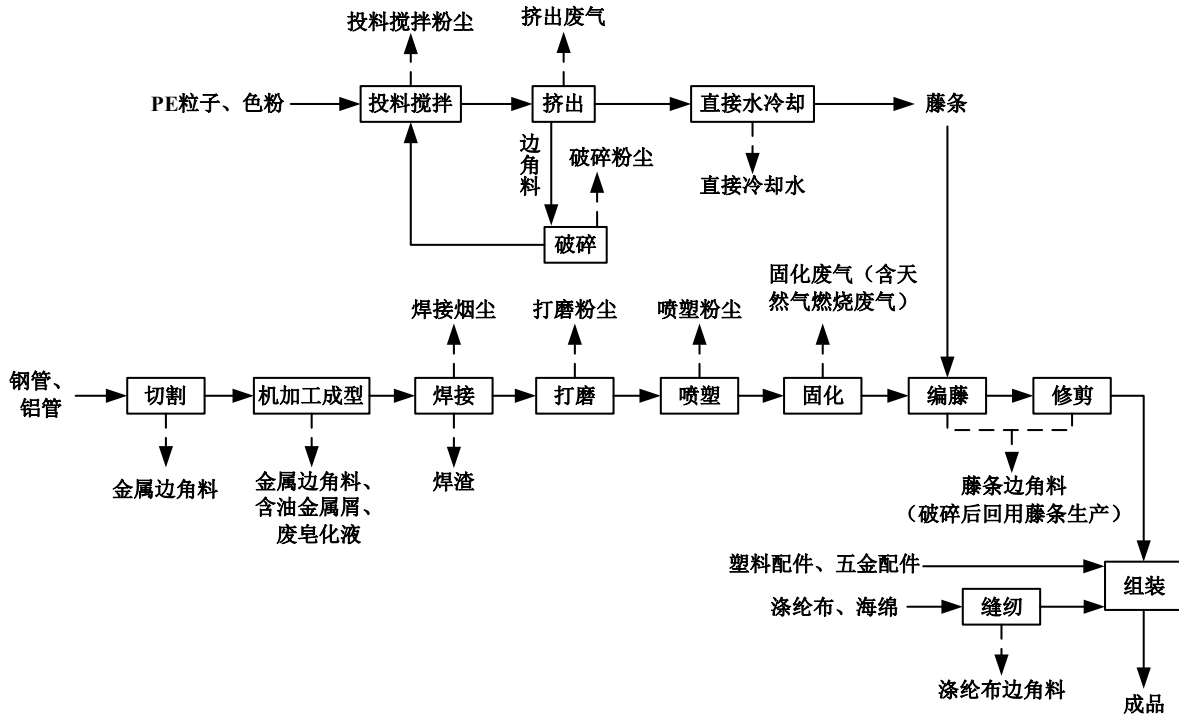 投料搅拌粉尘
挤出废气
PE粒子、色粉
投料搅拌
挤出
直接水冷却
藤条
边角料
破碎粉尘
直接冷却水
破碎
固化废气（含天
然气燃烧废气）
焊接烟尘
打磨粉尘
喷塑粉尘
钢管、
铝管
切割
机加工成型
焊接
打磨
喷塑
固化
编藤
修剪
金属边角料
金属边角料、
含油金属屑、
废皂化液
焊渣
藤条边角料
（破碎后回用藤条生产）
塑料配件、五金配件
组装
涤纶布、海绵
缝纫
涤纶布边角料
成品